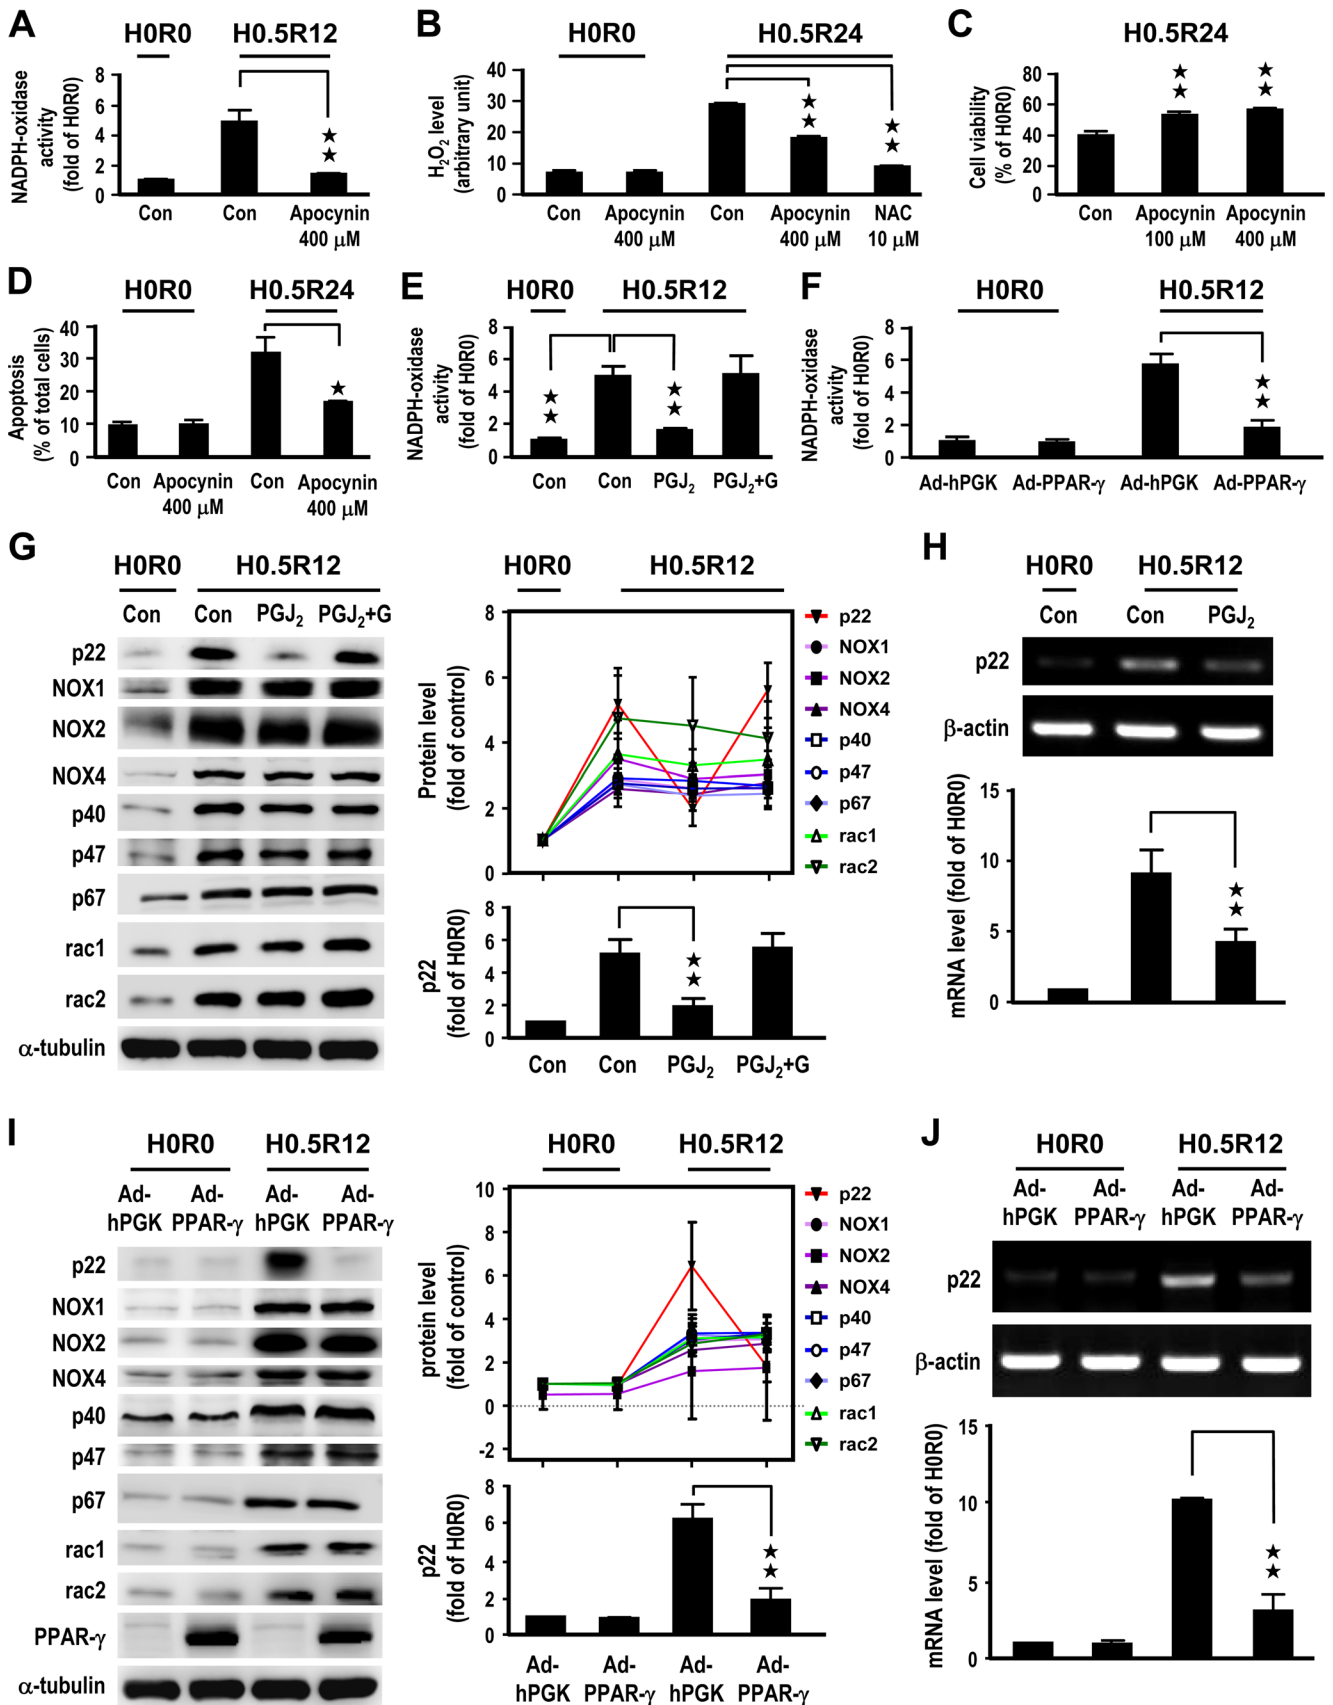 A
H0R0 H0.5R12
NADPH-oxidase
activity
(fold of H0R0)
8
6
4
2
0
★
★
Con Con Apocynin
400 μM
B
H0R0 H0.5R24
H₂O₂ level
(arbitrary unit)
40
30
20
10
0
★
★
★
★
Con Apocynin Con Apocynin NAC
400 μM 400 μM 10 μM
C
H0.5R24
Cell viability
(% of H0R0)
80
60
40
20
0
★ ★
★ ★
Con Apocynin Apocynin
100 μM 400 μM
D
H0R0 H0.5R24
Apoptosis
(% of total cells)
40
30
20
10
0
★
Con Apocynin Con Apocynin
400 μM 400 μM
E
H0R0 H0.5R12
NADPH-oxidase
activity
(fold of H0R0)
8
6
4
2
0
★ ★
★ ★
Con Con PGJ₂ PGJ₂+G
F
H0R0 H0.5R12
NADPH-oxidase
activity
(fold of H0R0)
8
6
4
2
0
★
★
Ad-hPGK Ad-PPAR-γ Ad-hPGK Ad-PPAR-γ
G
H0R0 H0.5R12
Con Con PGJ₂ PGJ₂+G
p22
NOX1
NOX2
NOX4
p40
p47
p67
rac1
rac2
α-tubulin
H0R0 H0.5R12
Protein level
(fold of control)
8
6
4
2
0
p22
NOX1
NOX2
NOX4
p40
p47
p67
rac1
rac2
p22
(fold of H0R0)
8
6
4
2
0
★
★
Con Con PGJ₂ PGJ₂+G
H
H0R0 H0.5R12
Con Con PGJ₂
p22
β-actin
mRNA level (fold of H0R0)
15
10
5
0
★
★
I
H0R0 H0.5R12
Ad- Ad- Ad- Ad-
hPGK PPAR-γ hPGK PPAR-γ
p22
NOX1
NOX2
NOX4
p40
p47
p67
rac1
rac2
PPAR-γ
α-tubulin
H0R0 H0.5R12
protein level
(fold of control)
10
8
6
4
2
0
-2
p22
NOX1
NOX2
NOX4
p40
p47
p67
rac1
rac2
p22
(fold of H0R0)
8
6
4
2
0
★
★
Ad- Ad- Ad- Ad-
hPGK PPAR-γ hPGK PPAR-γ
J
H0R0 H0.5R12
Ad- Ad- Ad- Ad-
hPGK PPAR-γ hPGK PPAR-γ
p22
β-actin
mRNA level (fold of H0R0)
15
10
5
0
★
★